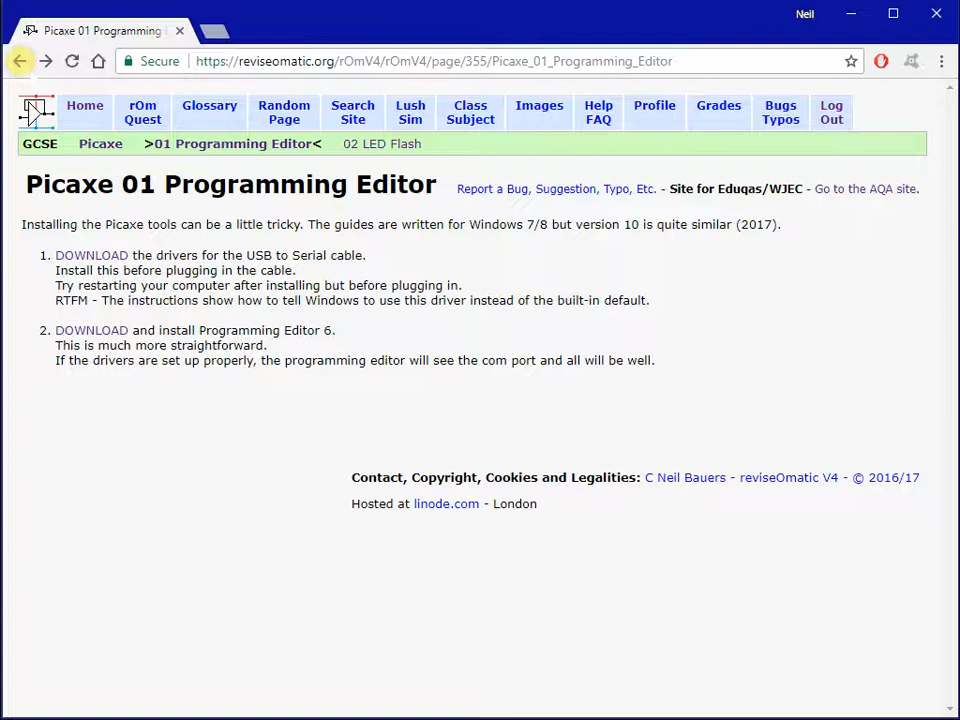 Neil
Picaxe 01 Programming
Secure
https://reviseomatic.org/rOmV4/rOmV4/page/355/Picaxe_01_Programming_Editor
Home
rOm Quest
Glossary
Random Page
Search Site
Lush Sim
Class Subject
Images
Help FAQ
Profile
Grades
Bugs Typos
Log Out
GCSE Picaxe >01 Programming Editor< 02 LED Flash
Picaxe 01 Programming Editor
Report a Bug, Suggestion, Typo, Etc. - Site for Eduqas/WJEC - Go to the AQA site.
Installing the Picaxe tools can be a little tricky. The guides are written for Windows 7/8 but version 10 is quite similar (2017).
1. DOWNLOAD the drivers for the USB to Serial cable.
Install this before plugging in the cable.
Try restarting your computer after installing but before plugging in.
RTFM - The instructions show how to tell Windows to use this driver instead of the built-in default.
2. DOWNLOAD and install Programming Editor 6.
This is much more straightforward.
If the drivers are set up properly, the programming editor will see the com port and all will be well.
Contact, Copyright, Cookies and Legalities: C Neil Bauers - reviseOmatic V4 - © 2016/17
Hosted at linode.com - London